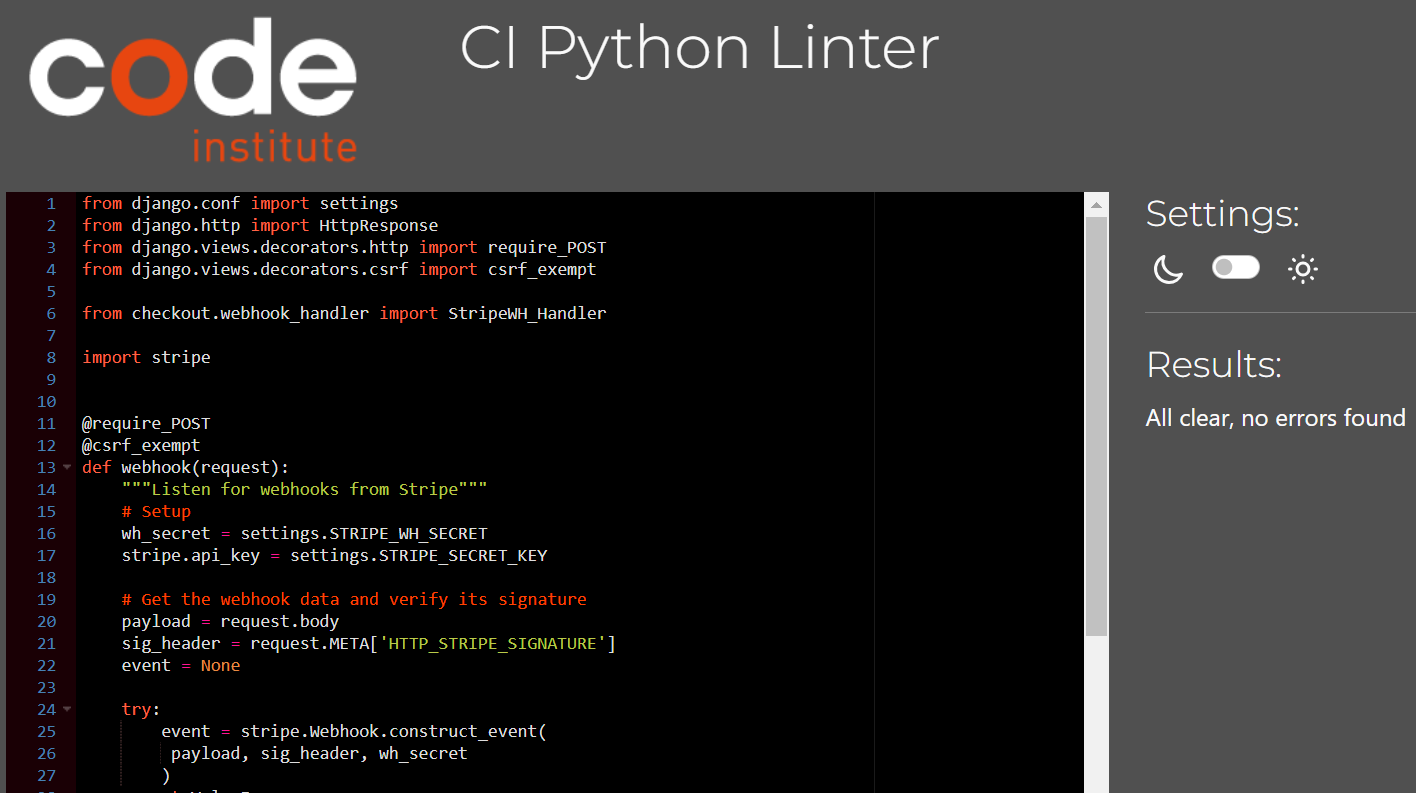 code
institute
CI Python Linter
1 from django.conf import settings
2 from django.http import HttpResponse
3 from django.views.decorators.http import require_POST
4 from django.views.decorators.csrf import csrf_exempt
5
6 from checkout.webhook_handler import StripeWH_Handler
7
8 import stripe
9
10
11 @require_POST
12 @csrf_exempt
13 def webhook(request):
14     """Listen for webhooks from Stripe"""
15     # Setup
16     wh_secret = settings.STRIPE_WH_SECRET
17     stripe.api_key = settings.STRIPE_SECRET_KEY
18
19     # Get the webhook data and verify its signature
20     payload = request.body
21     sig_header = request.META['HTTP_STRIPE_SIGNATURE']
22     event = None
23
24     try:
25         event = stripe.Webhook.construct_event(
26          payload, sig_header, wh_secret
27         )
Settings:
Results:
All clear, no errors found